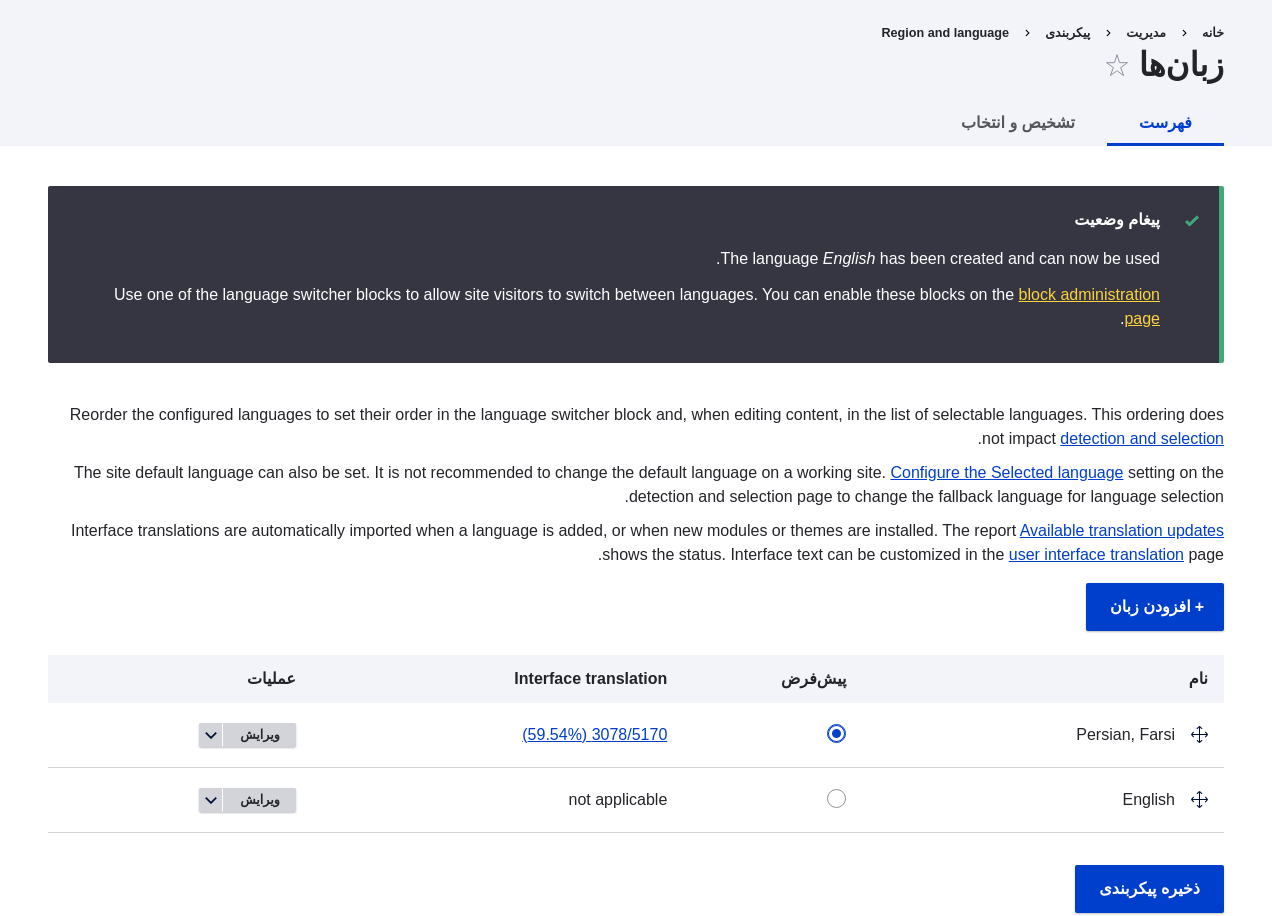 خانه › مدیریت › پیکربندی › Region and language
زبان‌ها
فهرست
تشخیص و انتخاب
پیغام وضعیت
The language English has been created and can now be used.
Use one of the language switcher blocks to allow site visitors to switch between languages. You can enable these blocks on the block administration
page.
Reorder the configured languages to set their order in the language switcher block and, when editing content, in the list of selectable languages. This ordering does
not impact detection and selection.
The site default language can also be set. It is not recommended to change the default language on a working site. Configure the Selected language setting on the
detection and selection page to change the fallback language for language selection.
Interface translations are automatically imported when a language is added, or when new modules or themes are installed. The report Available translation updates
shows the status. Interface text can be customized in the user interface translation page.
+ افزودن زبان
نام پیش‌فرض Interface translation عملیات
Persian, Farsi 3078/5170 (59.54%) ویرایش
English not applicable ویرایش
ذخیره پیکربندی